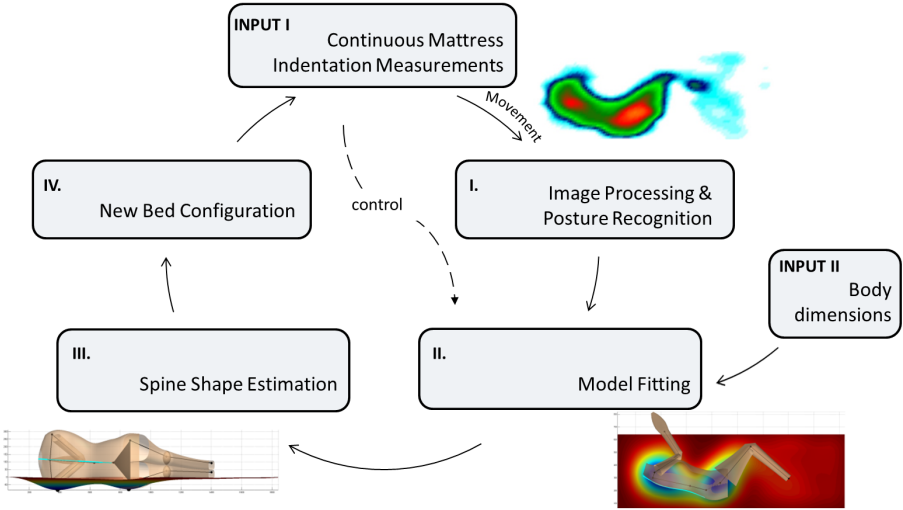 INPUT I
Continuous Mattress
Indentation Measurements
Movement
IV.
New Bed Configuration
control
I.
Image Processing &
Posture Recognition
INPUT II
Body
dimensions
III.
Spine Shape Estimation
II.
Model Fitting